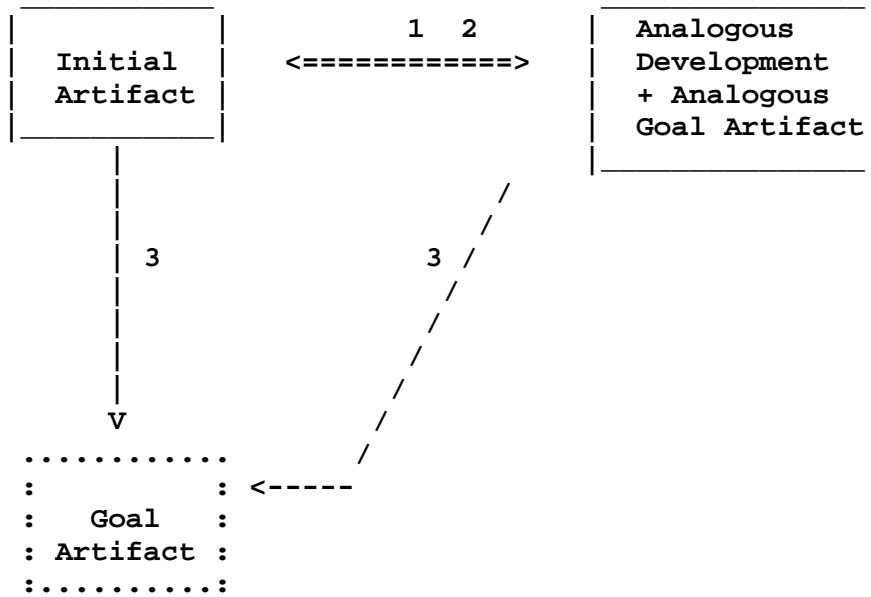 1 2
Initial
Artifact
Analogous
Development
+ Analogous
Goal Artifact
3
3
Goal
Artifact